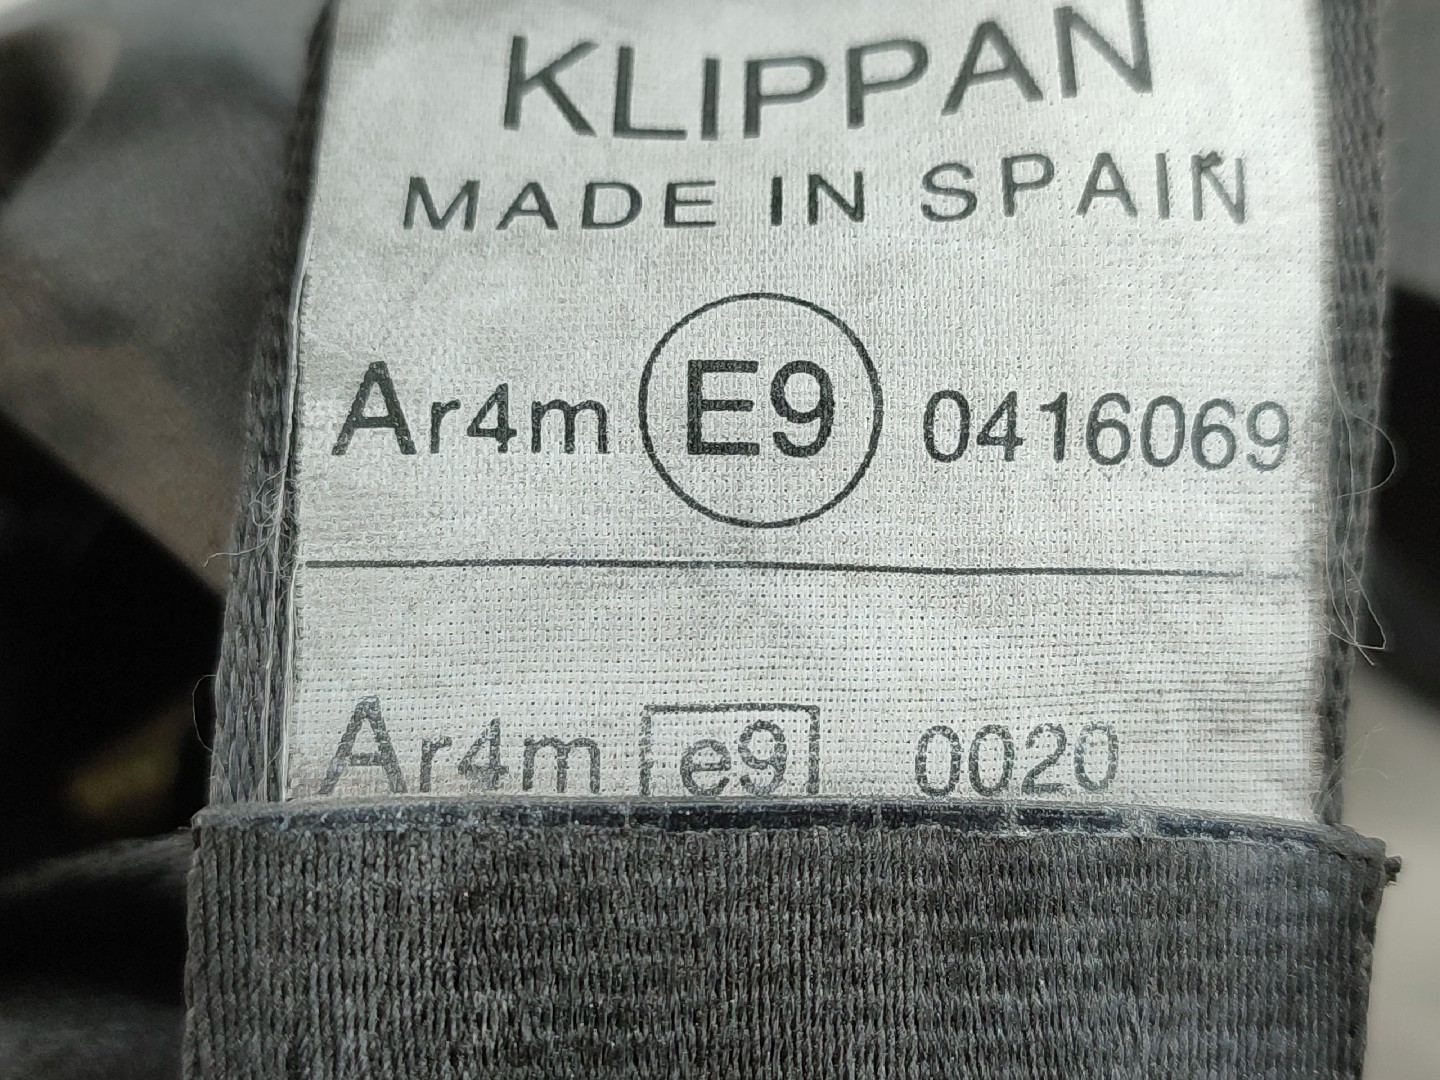 KLIPPAN
MADE IN SPAIN
Ar4m E9 0416069
Ar4m e9 0020